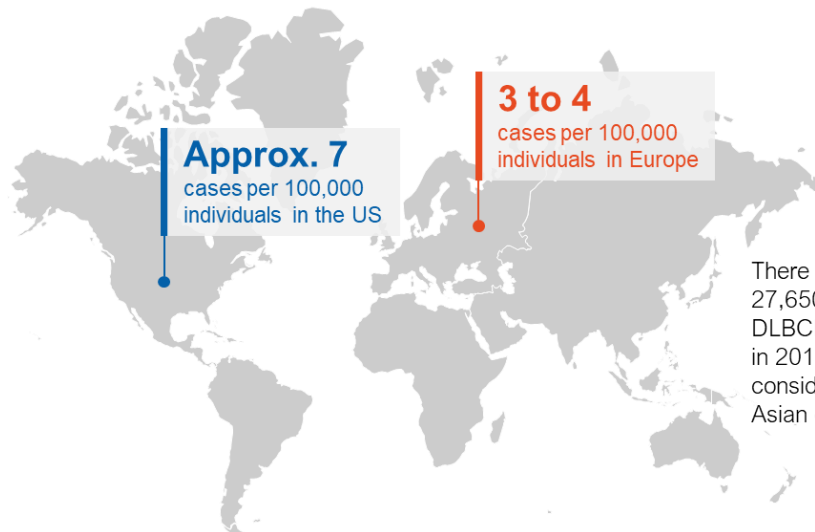 3 to 4
cases per 100,000
individuals in Europe
Approx. 7
cases per 100,000
individuals in the US
There
27,650
DLBC
in 201
consid
Asian